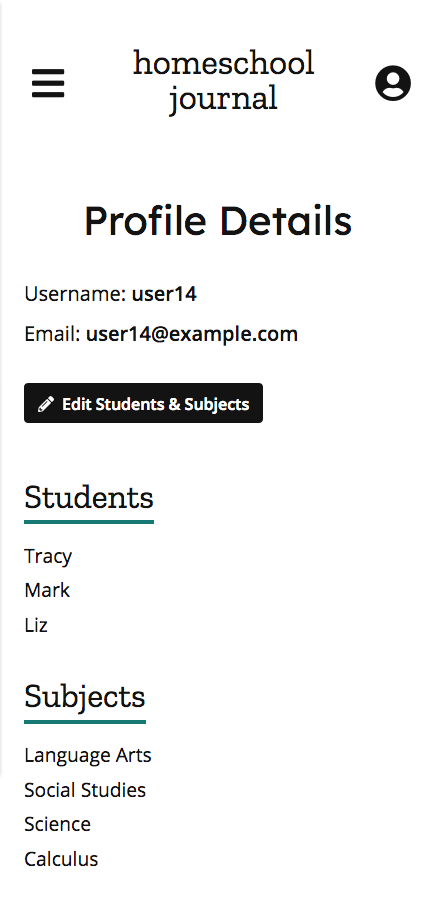 homeschool
journal
Profile Details
Username: user14
Email: user14@example.com
Edit Students & Subjects
Students
Tracy
Mark
Liz
Subjects
Language Arts
Social Studies
Science
Calculus